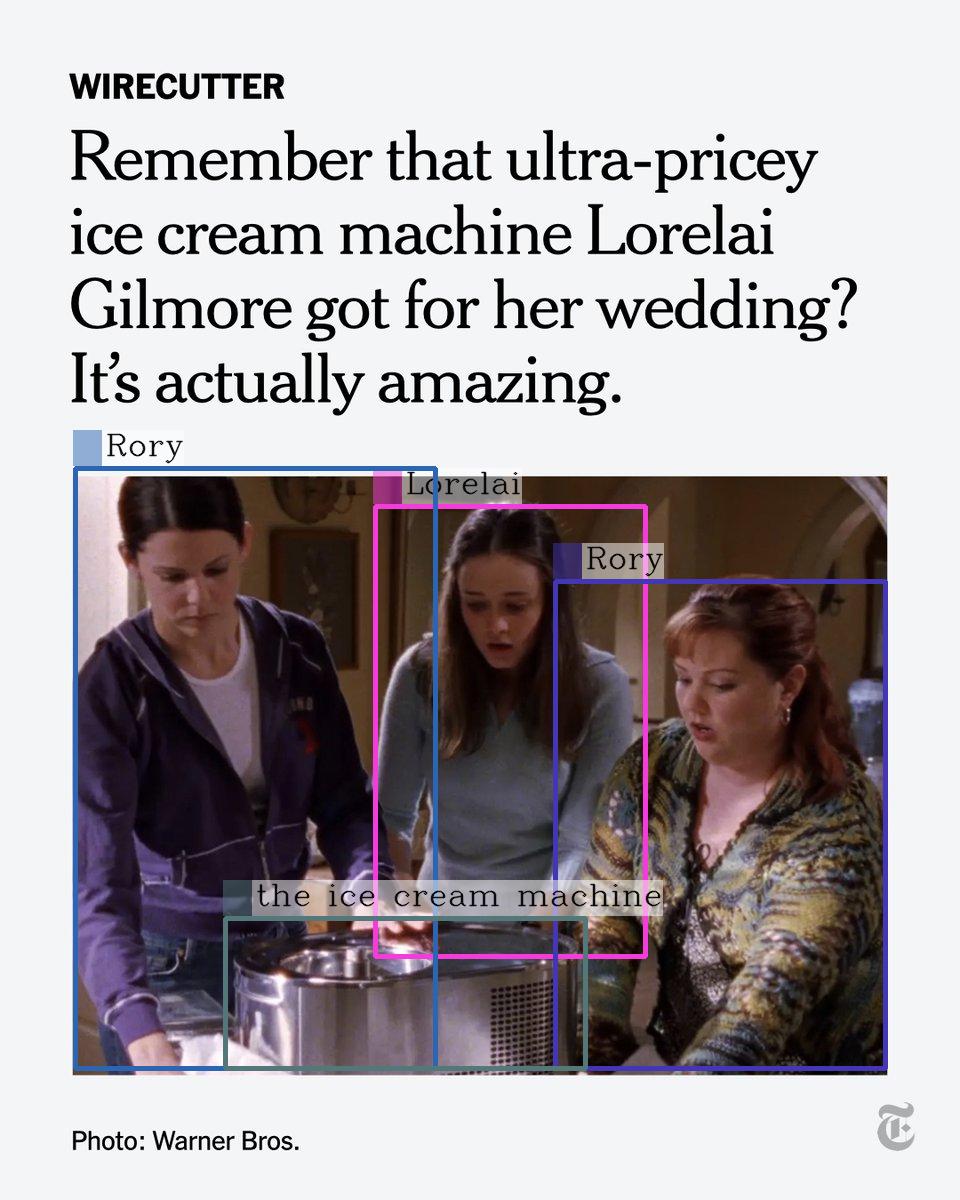 WIRECUTTER
Remember that ultra-pricey
ice cream machine Lorelai
Gilmore got for her wedding?
It's actually amazing.
Rory
Lorelai
Rory
the ice cream machine
Photo: Warner Bros.
T